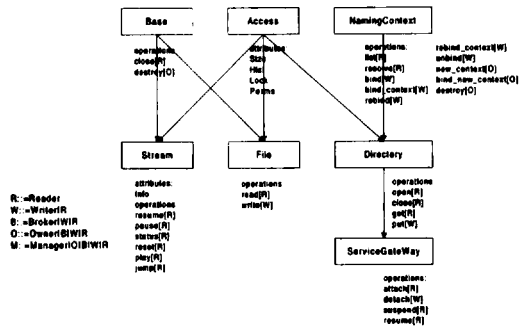 Base
Access
NamingContext
operations
close[R]
destroy[O]
attributes
Size
Hist
Lock
Perms
operations:
list[R]
resolve[R]
bind[W]
bind_context[W]
rebind[W]
rebind_context[W]
unbind[W]
new_context[O]
bind_new_context[O]
destroy[O]
Stream
File
Directory
attributes:
Info
operations
resume[R]
pause[R]
status[R]
reset[R]
play[R]
jump[R]
operations
read[R]
write[W]
operations
open[R]
close[R]
get[R]
put[W]
R::=Reader
W::=Writer|R
B::=Broker|W|R
O::=Owner|B|W|R
M::=Manager|O|B|W|R
ServiceGateWay
operations:
attach[R]
detach[W]
suspend[R]
resume[R]